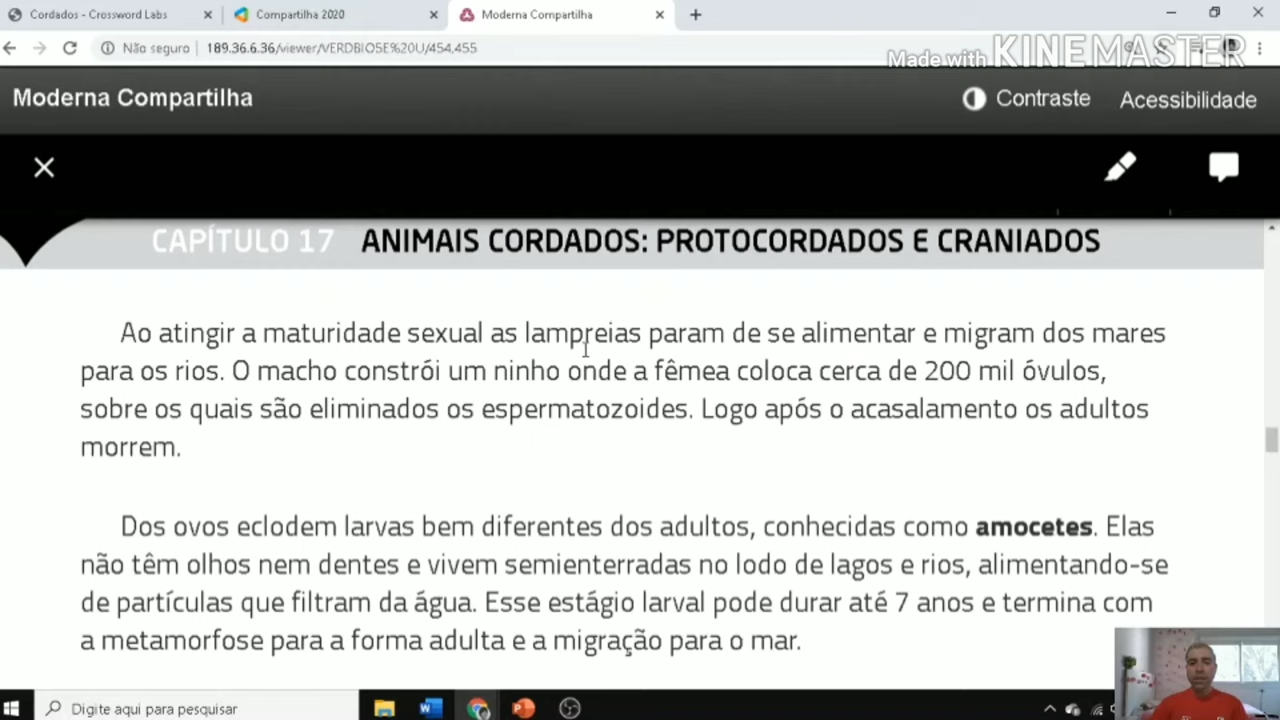 Cordados - Crossword Labs
Compartilha 2020
Moderna Compartilha
Não seguro
189.36.6.36/viewer/VERDBIO5E%20U/454,455
Made with KINEMASTER
Moderna Compartilha
Contraste
Acessibilidade
CAPÍTULO 17 ANIMAIS CORDADOS: PROTOCORDADOS E CRANIADOS
Ao atingir a maturidade sexual as lampreias param de se alimentar e migram dos mares
para os rios. O macho constrói um ninho onde a fêmea coloca cerca de 200 mil óvulos,
sobre os quais são eliminados os espermatozoides. Logo após o acasalamento os adultos
morrem.
Dos ovos eclodem larvas bem diferentes dos adultos, conhecidas como amocetes. Elas
não têm olhos nem dentes e vivem semienterradas no lodo de lagos e rios, alimentando-se
de partículas que filtram da água. Esse estágio larval pode durar até 7 anos e termina com
a metamorfose para a forma adulta e a migração para o mar.
Digite aqui para pesquisar